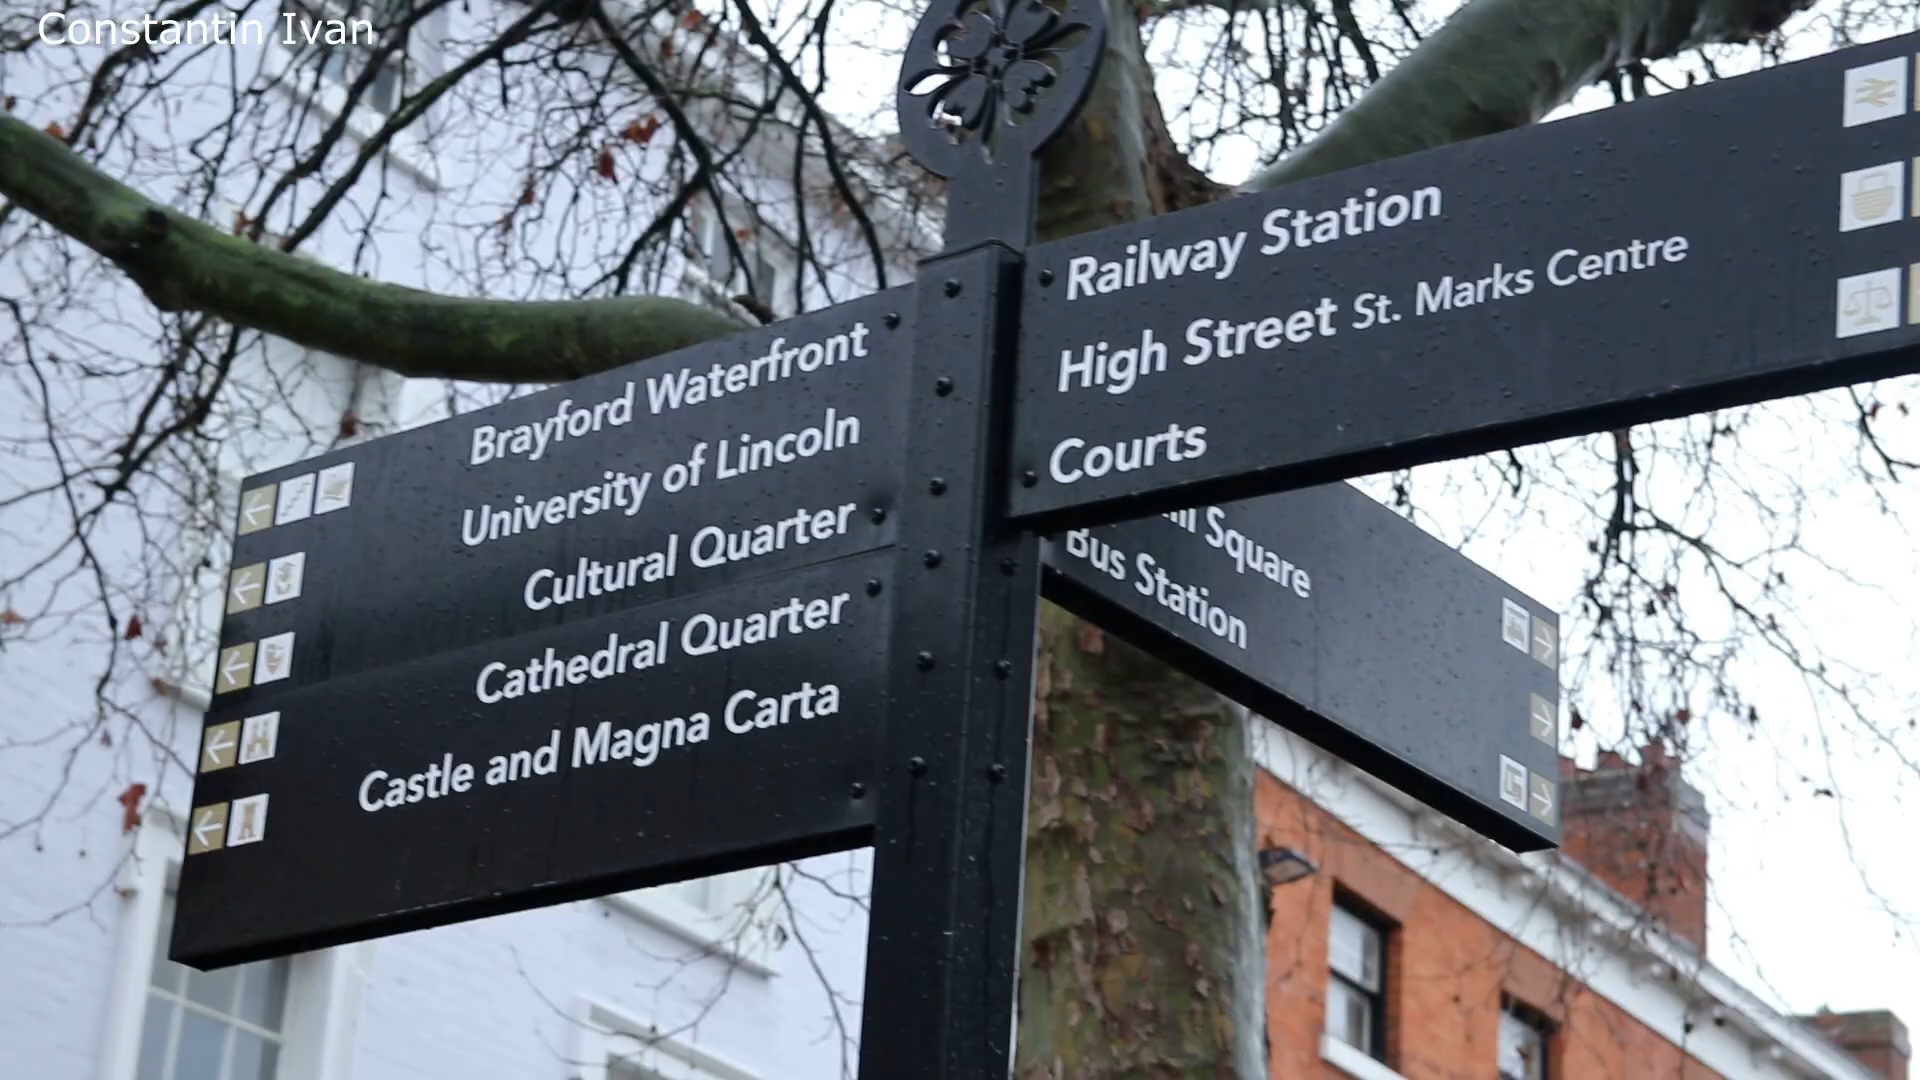 Constantin Ivan
Brayford Waterfront
University of Lincoln
Cultural Quarter
Cathedral Quarter
Castle and Magna Carta
Railway Station
High Street St. Marks Centre
Courts
Square
Bus Station